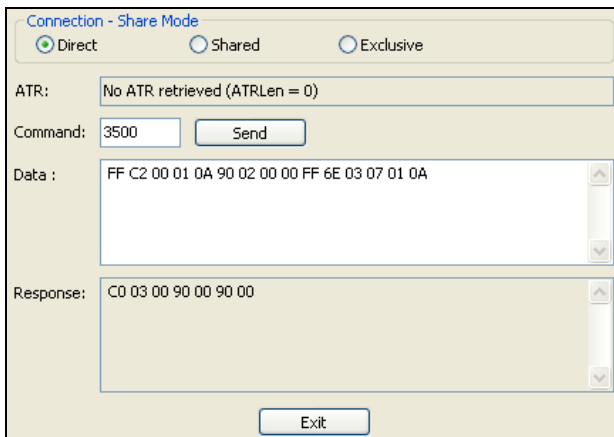 Connection - Share Mode
Direct Shared Exclusive
ATR: No ATR retrieved (ATRLen = 0)
Command: 3500 Send
Data : FF C2 00 01 0A 90 02 00 00 FF 6E 03 07 01 0A
Response: C0 03 00 90 00 90 00
Exit